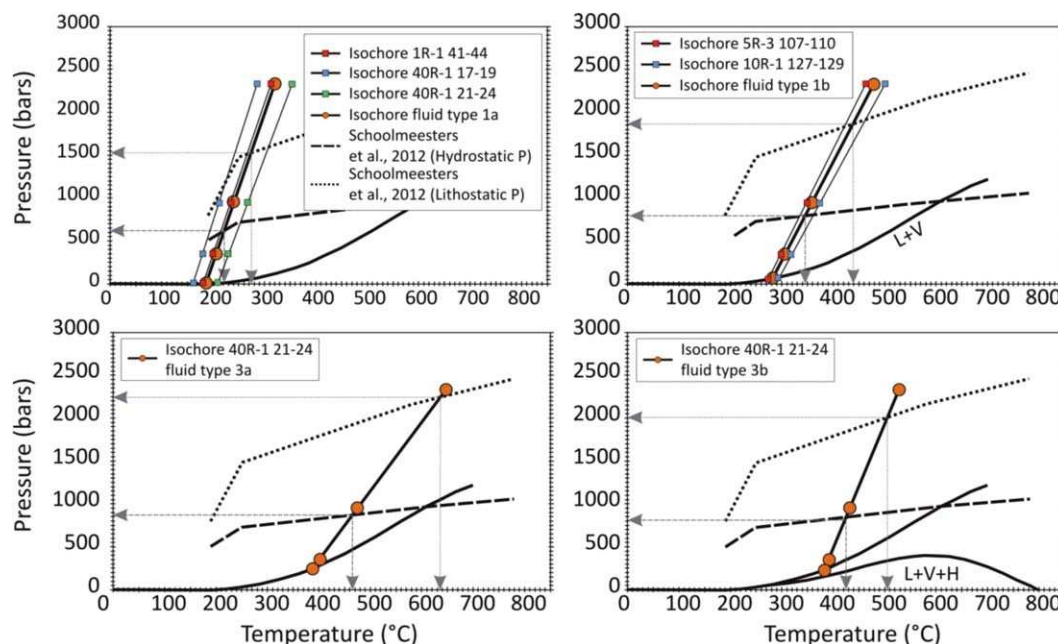 3000
2500
2000
1500
1000
500
0
Pressure (bars)
Isochore 1R-1 41-44
Isochore 40R-1 17-19
Isochore 40R-1 21-24
Isochore fluid type 1a
Schoolmeesters
et al., 2012 (Hydrostatic P)
Schoolmeesters
et al., 2012 (Lithostatic P)
0 100 200 300 400 500 600 700 800
3000
2500
2000
1500
1000
500
0
Isochore 5R-3 107-110
Isochore 10R-1 127-129
Isochore fluid type 1b
L+V
0 100 200 300 400 500 600 700 800
3000
2500
2000
1500
1000
500
0
Pressure (bars)
Isochore 40R-1 21-24
fluid type 3a
0 100 200 300 400 500 600 700 800
Temperature (°C)
3000
2500
2000
1500
1000
500
0
Isochore 40R-1 21-24
fluid type 3b
L+V+H
0 100 200 300 400 500 600 700 800
Temperature (°C)